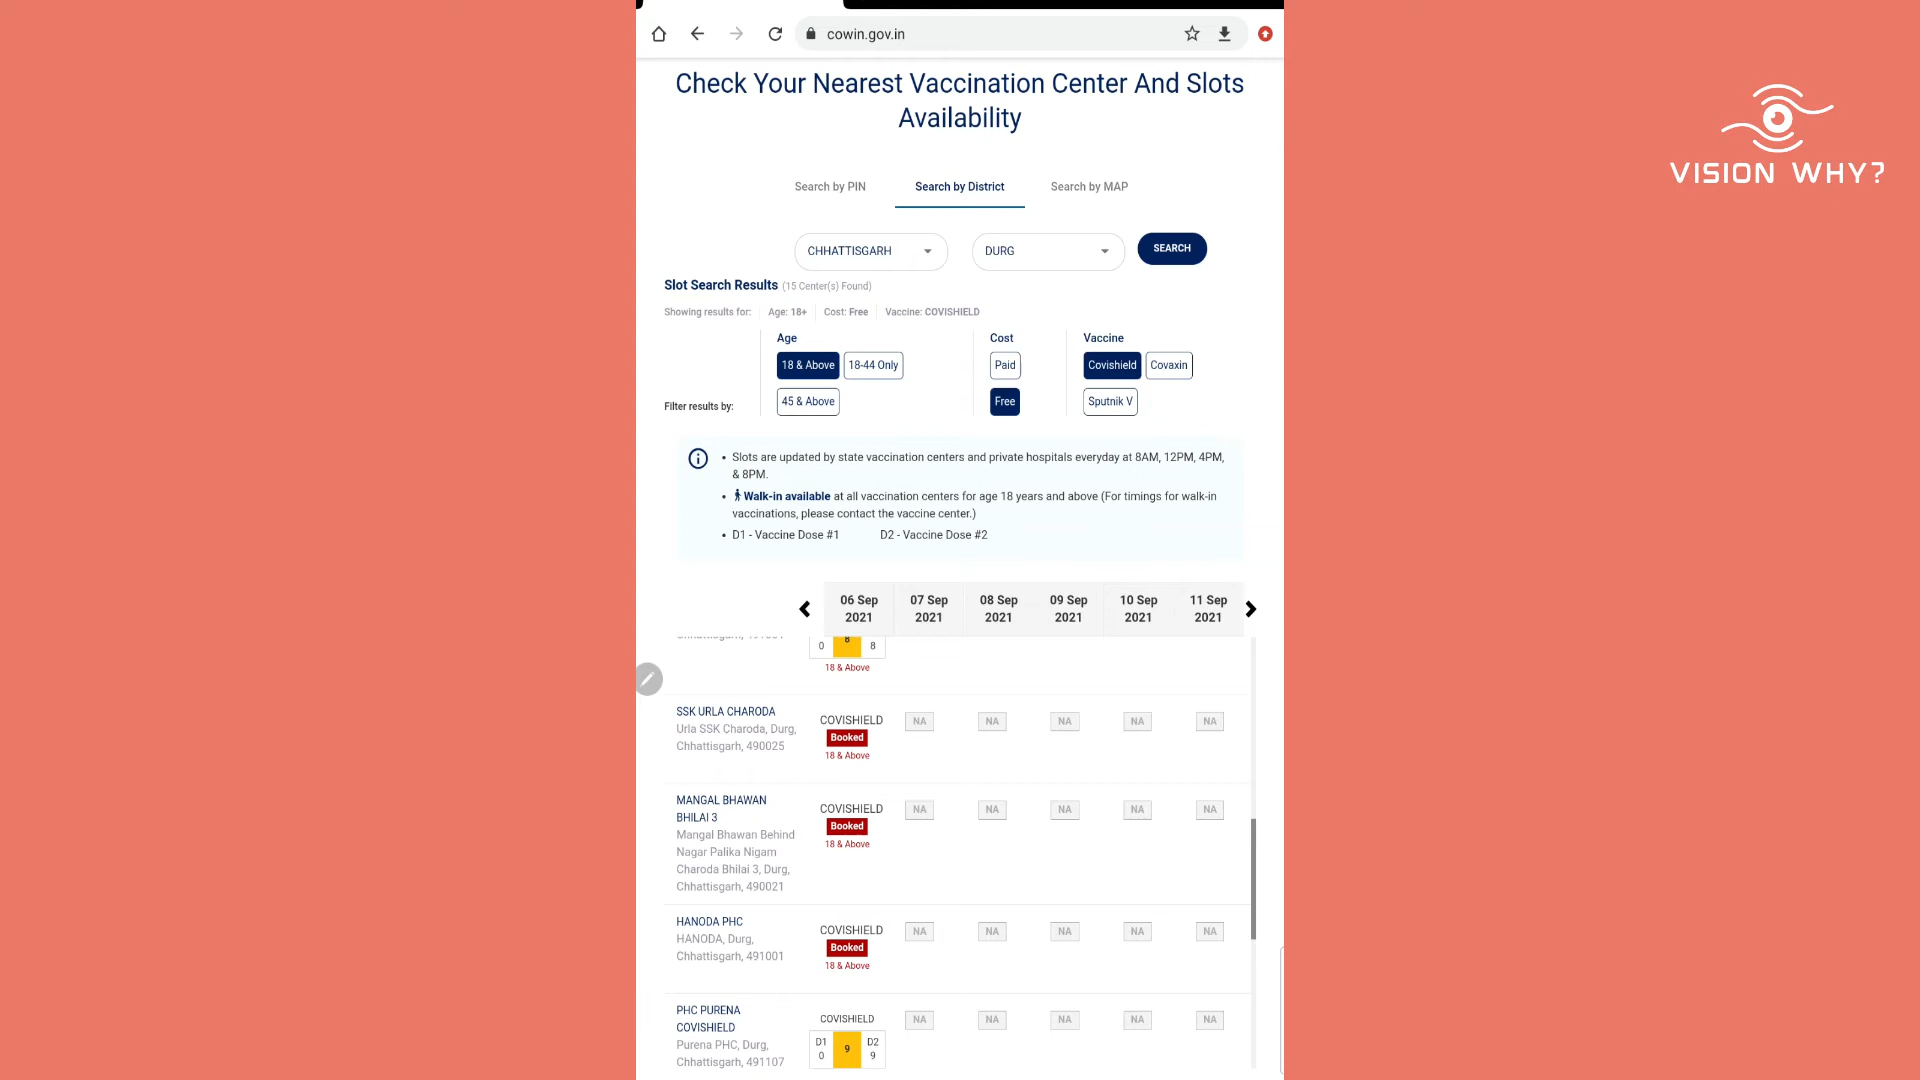 cowin.gov.in
VISION WHY?
Check Your Nearest Vaccination Center And Slots
Availability
Search by PIN Search by District Search by MAP
CHHATTISGARH DURG SEARCH
Slot Search Results (15 Center(s) Found)
Showing results for: Age: 18+ Cost: Free Vaccine: COVISHIELD
Age Cost Vaccine
18 & Above 18-44 Only Paid Covishield Covaxin
Filter results by: 45 & Above Free Sputnik V
• Slots are updated by state vaccination centers and private hospitals everyday at 8AM, 12PM, 4PM,
& 8PM.
• Walk-in available at all vaccination centers for age 18 years and above (For timings for walk-in
vaccinations, please contact the vaccine center.)
• D1 - Vaccine Dose #1 D2 - Vaccine Dose #2
06 Sep 07 Sep 08 Sep 09 Sep 10 Sep 11 Sep
2021 2021 2021 2021 2021 2021
0 8 8
18 & Above
SSK URLA CHARODA
Urla SSK Charoda, Durg,
Chhattisgarh, 490025
COVISHIELD NA NA NA NA NA
Booked
18 & Above
MANGAL BHAWAN
BHILAI 3
Mangal Bhawan Behind
Nagar Palika Nigam
Charoda Bhilai 3, Durg,
Chhattisgarh, 490021
COVISHIELD NA NA NA NA NA
Booked
18 & Above
HANODA PHC
HANODA, Durg,
Chhattisgarh, 491001
COVISHIELD NA NA NA NA NA
Booked
18 & Above
PHC PURENA
COVISHIELD
Purena PHC, Durg,
Chhattisgarh, 491107
COVISHIELD NA NA NA NA NA
D1 9 D2
0 9